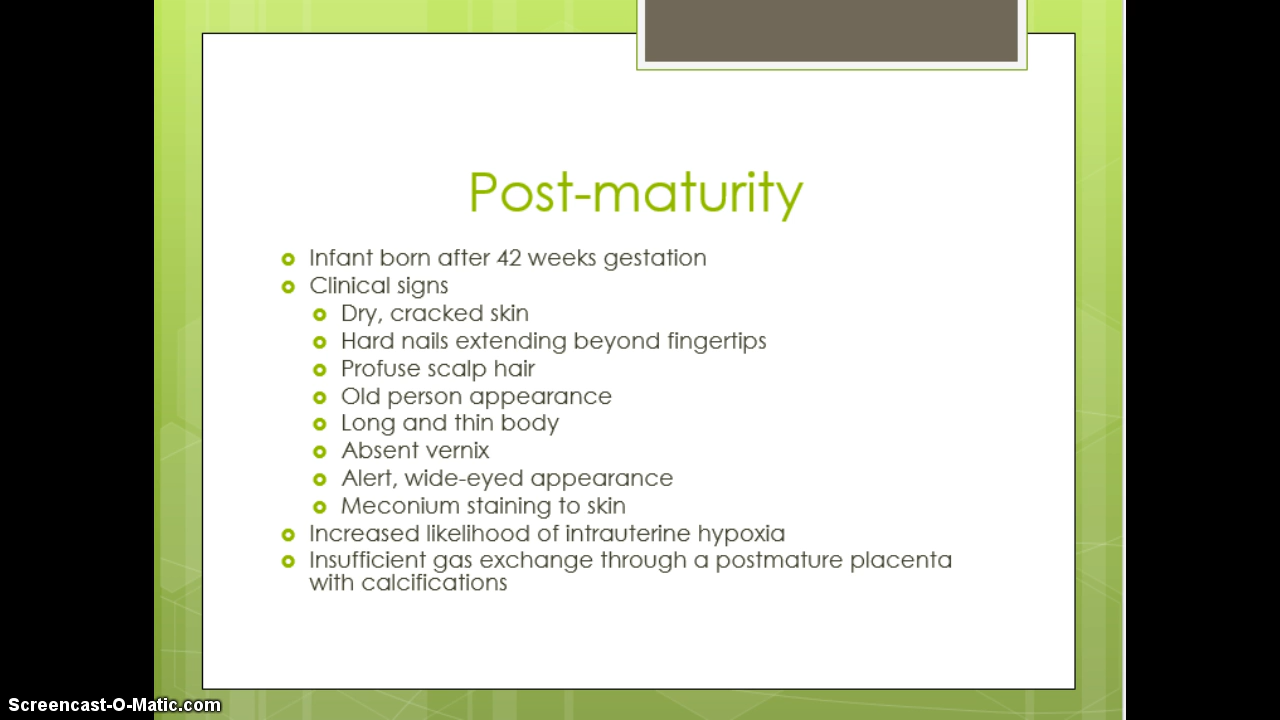 Post-maturity
Infant born after 42 weeks gestation
Clinical signs
Dry, cracked skin
Hard nails extending beyond fingertips
Profuse scalp hair
Old person appearance
Long and thin body
Absent vernix
Alert, wide-eyed appearance
Meconium staining to skin
Increased likelihood of intrauterine hypoxia
Insufficient gas exchange through a postmature placenta
with calcifications
Screencast-O-Matic.com